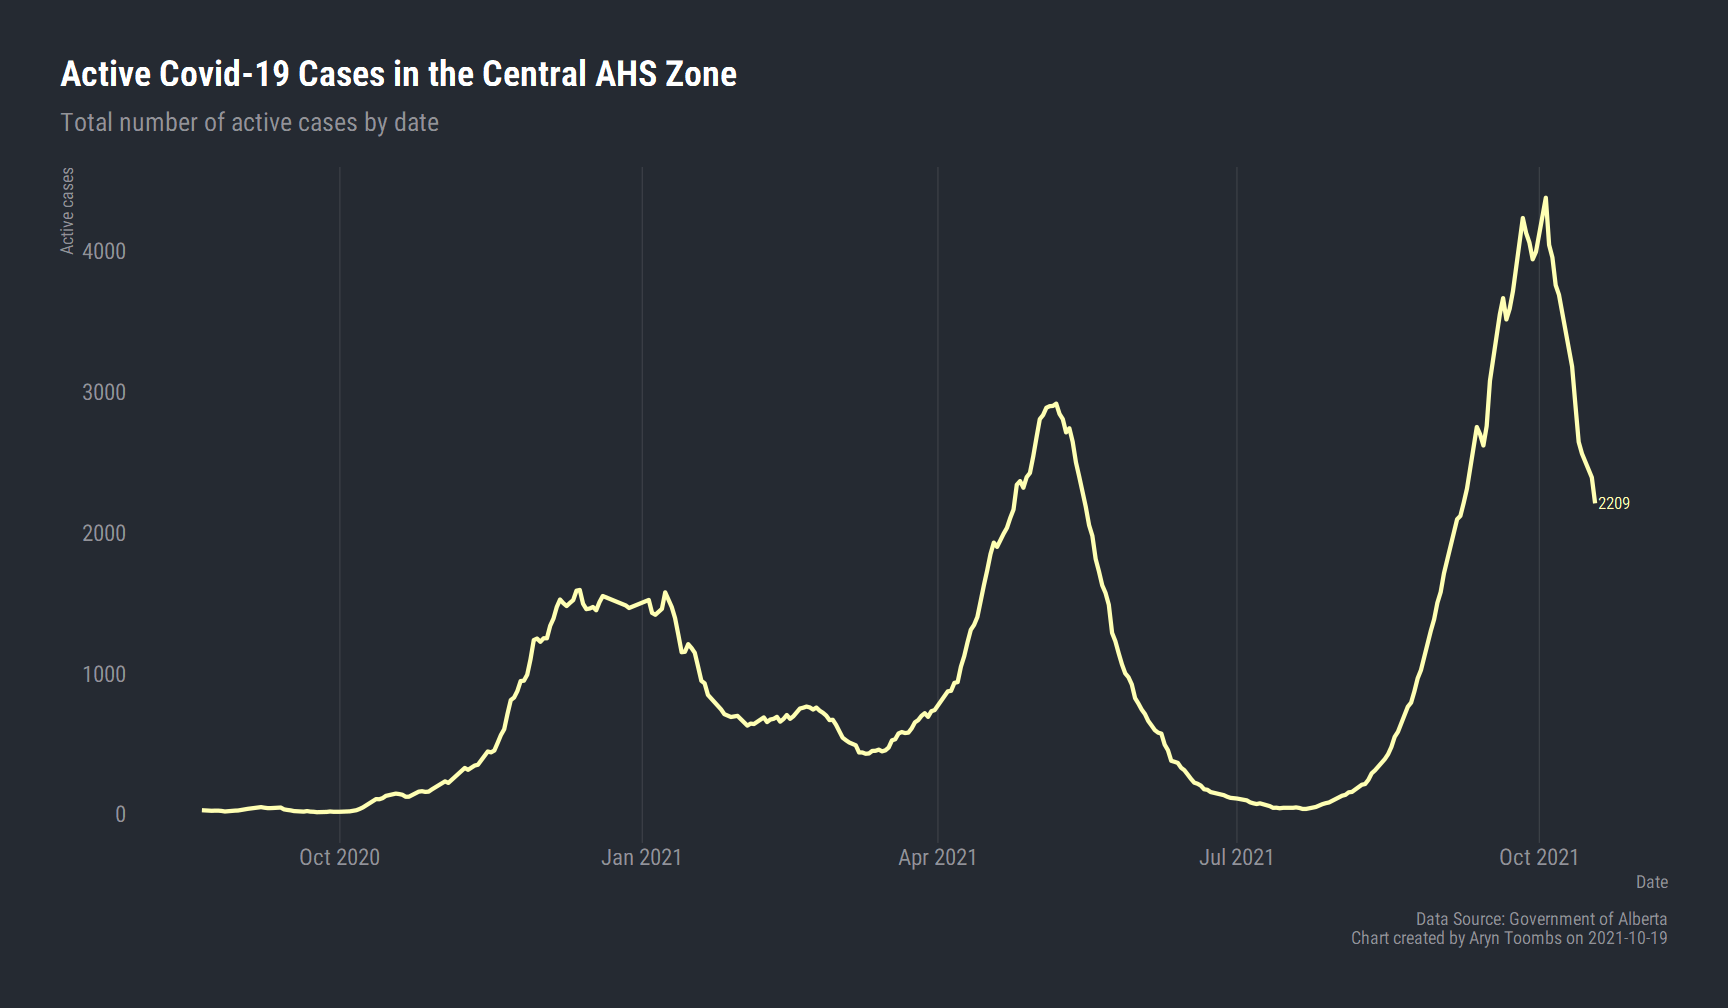 Active Covid-19 Cases in the Central AHS Zone
Total number of active cases by date
Active cases
4000
3000
2000
1000
0
2209
Oct 2020
Jan 2021
Apr 2021
Jul 2021
Oct 2021
Date
Data Source: Government of Alberta
Chart created by Aryn Toombs on 2021-10-19